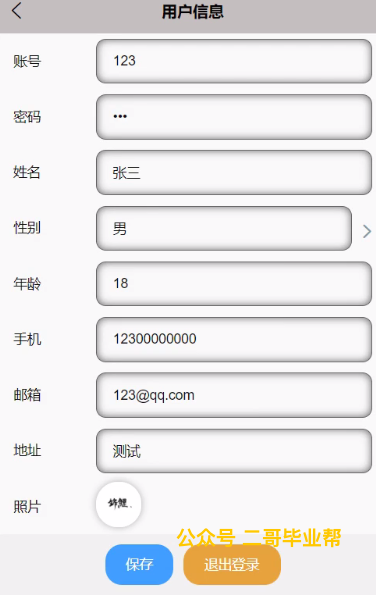 用户信息
账号 123
密码 •••
姓名 张三
性别 男
年龄 18
手机 12300000000
邮箱 123@qq.com
地址 测试
照片 锦鲤
公众号 二哥毕业帮
保存 退出登录